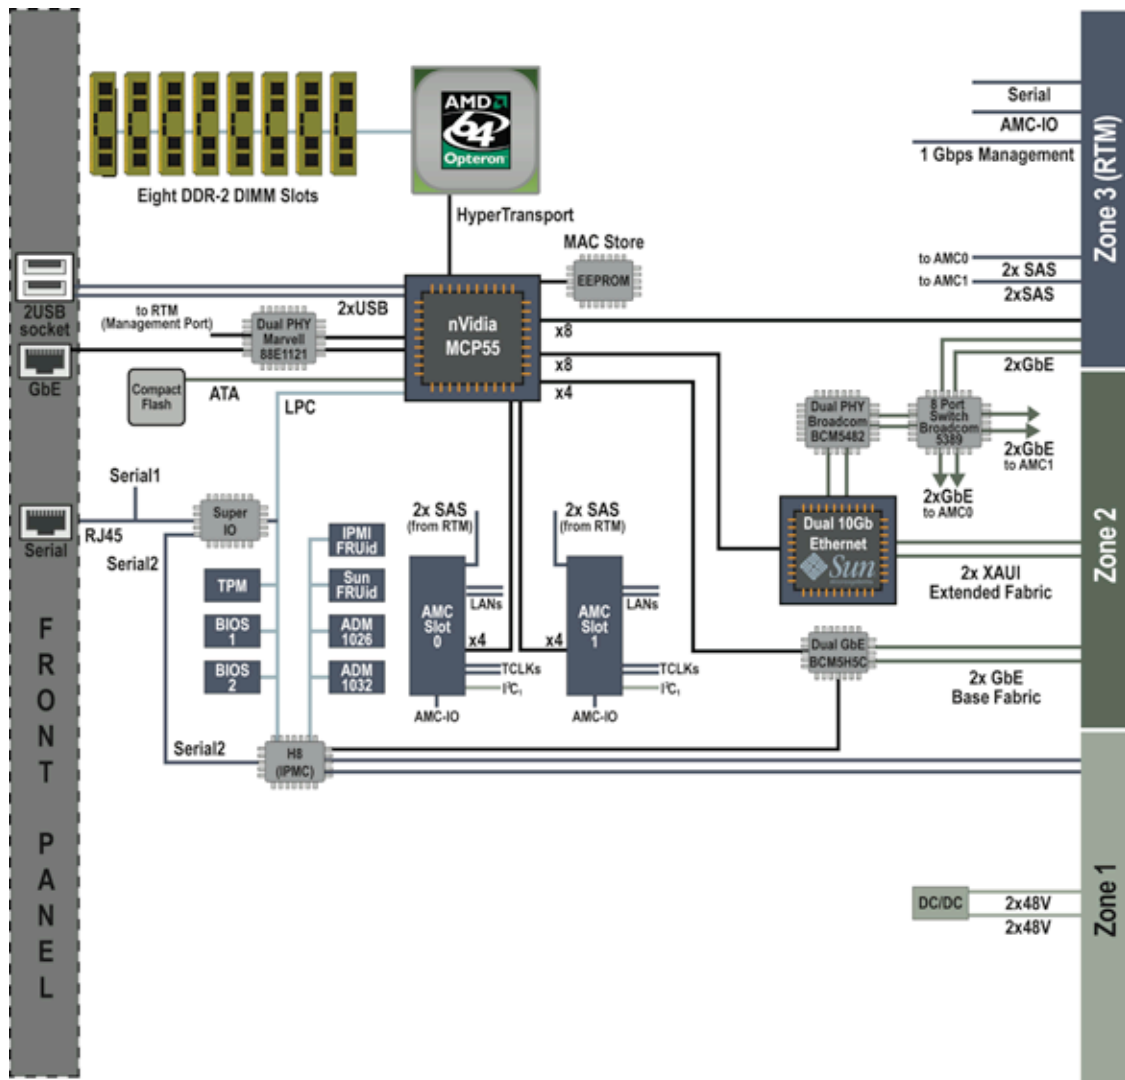 AMD
64
Opteron
Eight DDR-2 DIMM Slots
HyperTransport
MAC Store
EEPROM
Serial
AMC-IO
1 Gbps Management
to AMC0
2x SAS
to AMC1
2xSAS
Zone 3 (RTM)
2USB
socket
2xUSB
to RTM
(Management Port)
Dual PHY
Marvell
88E1121
nVidia
MCP55
x8
x8
x4
GbE
Compact
Flash
ATA
LPC
2xGbE
Dual PHY
Broadcom
BCM5482
8 Port
Switch
Broadcom
5389
2xGbE
to AMC1
2xGbE
to AMC0
Serial1
Super
IO
RJ45
Serial
Serial2
2x SAS
(from RTM)
2x SAS
(from RTM)
Dual 10Gb
Ethernet
Sun
2x XAUI
Extended Fabric
Zone 2
IPMI
FRUid
TPM
Sun
FRUid
BIOS
1
ADM
1026
BIOS
2
ADM
1032
AMC
Slot
0
LANs
x4
TCLKs
I²C₁
AMC-IO
AMC
Slot
1
LANs
x4
TCLKs
I²C₁
AMC-IO
Dual GbE
BCM5H5C
2x GbE
Base Fabric
Serial2
H8
(IPMC)
FRONT PANEL
DC/DC
2x48V
2x48V
Zone 1